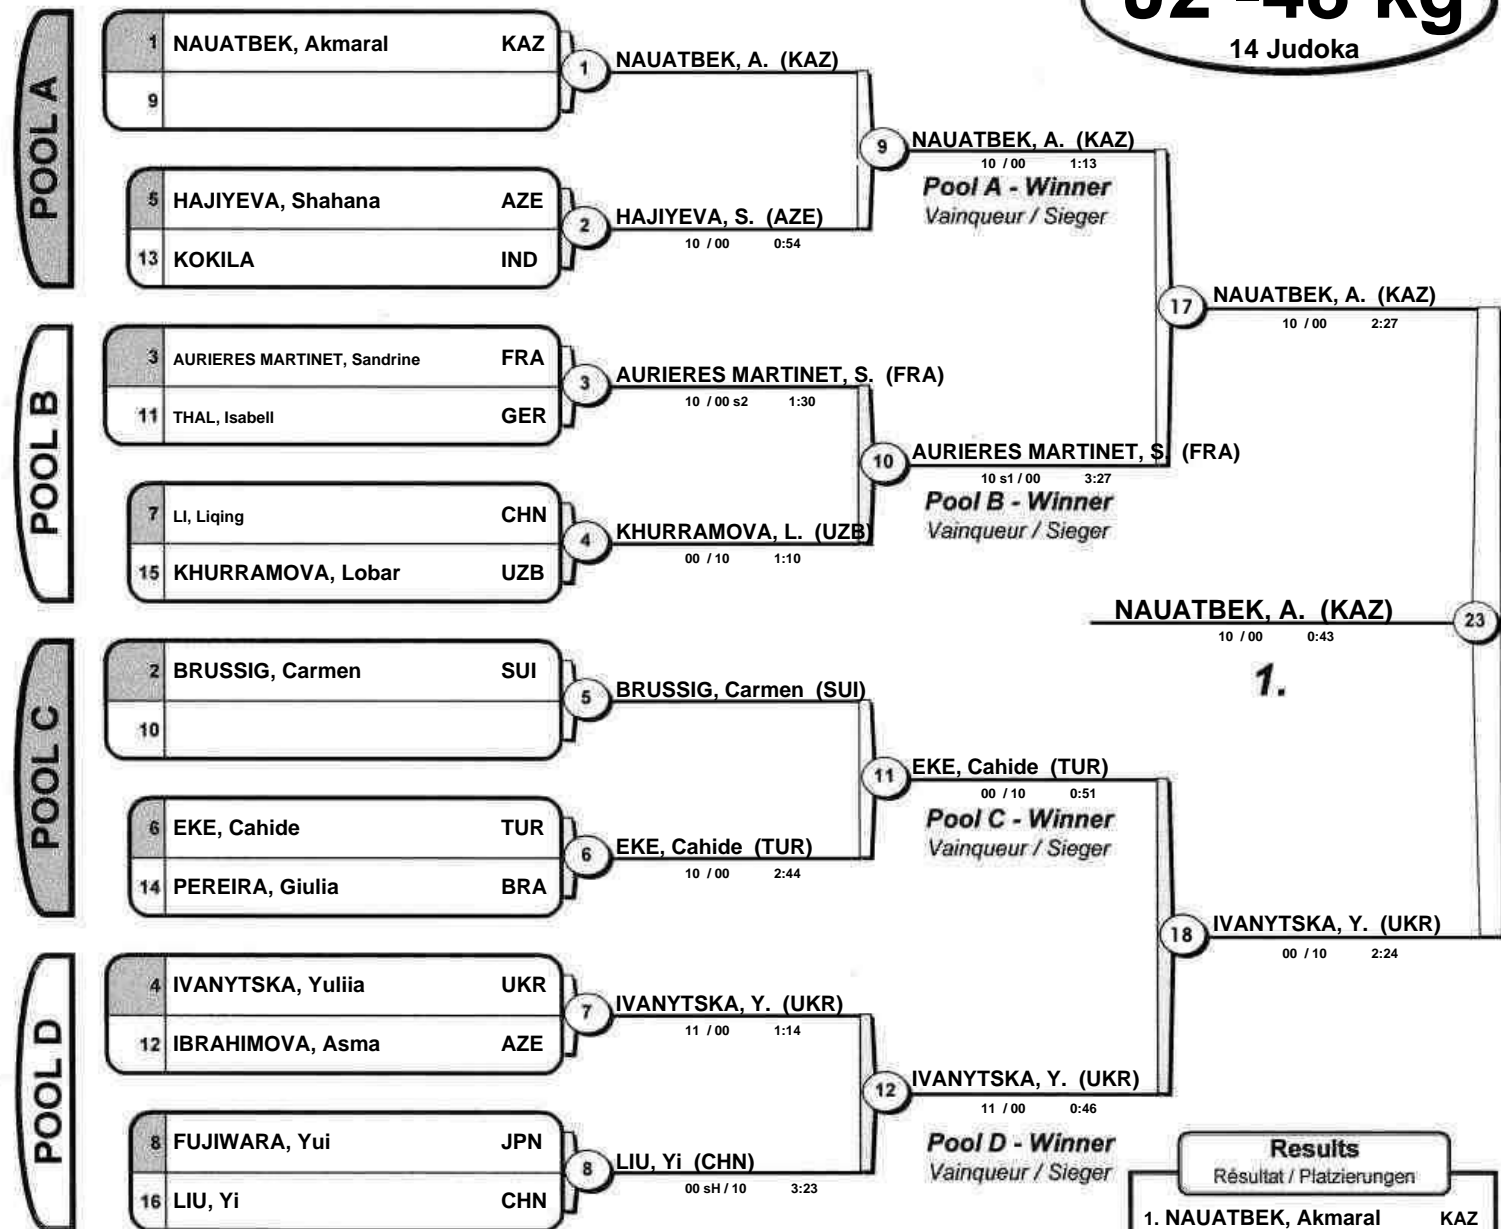 J2 -48 kg
14 Judoka
POOL A
1 NAUATBEK, Akmaral KAZ
9
1 NAUATBEK, A. (KAZ)
5 HAJIYEVA, Shahana AZE
13 KOKILA IND
2 HAJIYEVA, S. (AZE)
10 / 00 0:54
9 NAUATBEK, A. (KAZ)
10 / 00 1:13
Pool A - Winner
Vainqueur / Sieger
POOL B
3 AURIERES MARTINET, Sandrine FRA
11 THAL, Isabell GER
3 AURIERES MARTINET, S. (FRA)
10 / 00 s2 1:30
7 LI, Liqing CHN
15 KHURRAMOVA, Lobar UZB
4 KHURRAMOVA, L. (UZB)
00 / 10 1:10
10 AURIERES MARTINET, S. (FRA)
10 s1 / 00 3:27
Pool B - Winner
Vainqueur / Sieger
17 NAUATBEK, A. (KAZ)
10 / 00 2:27
NAUATBEK, A. (KAZ) 23
10 / 00 0:43
1.
POOL C
2 BRUSSIG, Carmen SUI
10
5 BRUSSIG, Carmen (SUI)
6 EKE, Cahide TUR
14 PEREIRA, Giulia BRA
6 EKE, Cahide (TUR)
10 / 00 2:44
11 EKE, Cahide (TUR)
00 / 10 0:51
Pool C - Winner
Vainqueur / Sieger
POOL D
4 IVANYTSKA, Yuliia UKR
12 IBRAHIMOVA, Asma AZE
7 IVANYTSKA, Y. (UKR)
11 / 00 1:14
8 FUJIWARA, Yui JPN
16 LIU, Yi CHN
8 LIU, Yi (CHN)
00 sH / 10 3:23
12 IVANYTSKA, Y. (UKR)
11 / 00 0:46
Pool D - Winner
Vainqueur / Sieger
18 IVANYTSKA, Y. (UKR)
00 / 10 2:24
Results
Résultat / Platzierungen
1. NAUATBEK, Akmaral KAZ